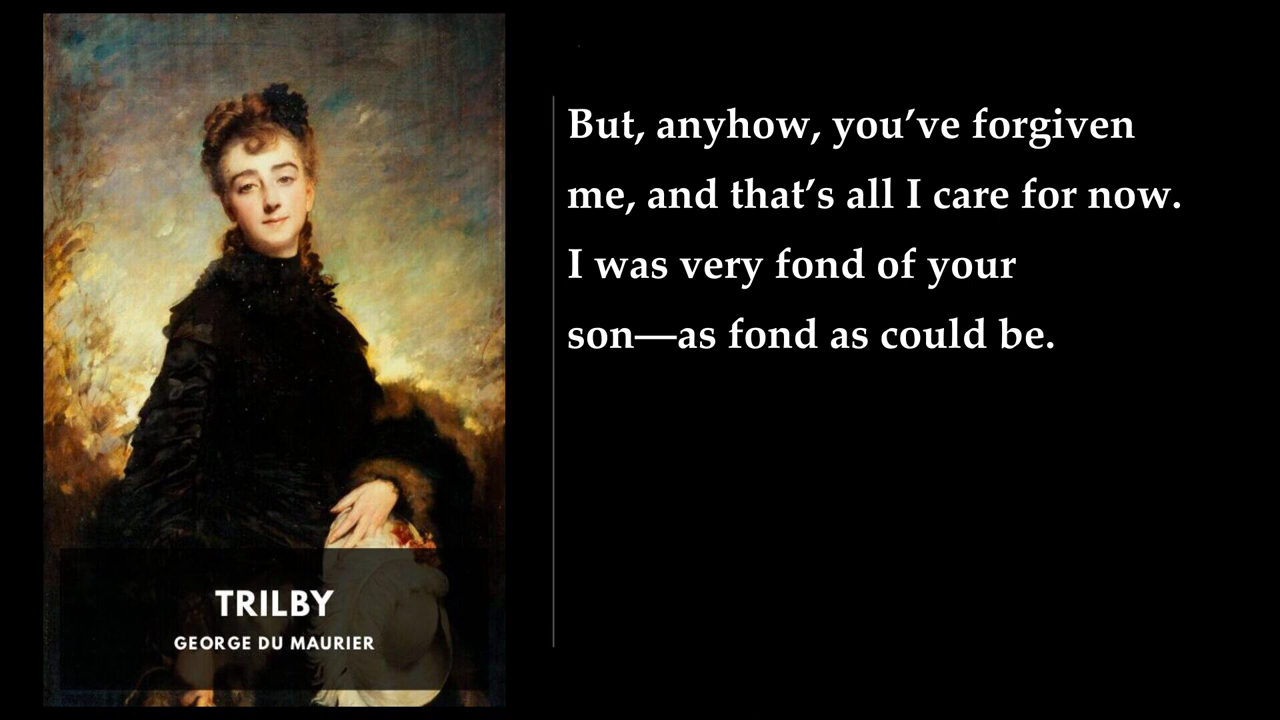 But, anyhow, you’ve forgiven
me, and that’s all I care for now.
I was very fond of your
son—as fond as could be.
TRILBY
GEORGE DU MAURIER